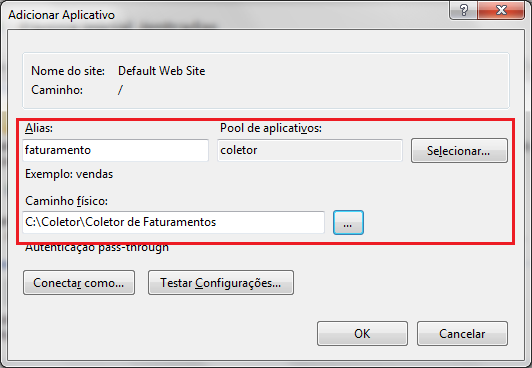 Adicionar Aplicativo
Nome do site: Default Web Site
Caminho: /
Alias: Pool de aplicativos:
faturamento coletor Selecionar...
Exemplo: vendas
Caminho físico:
C:\Coletor\Coletor de Faturamentos ...
Autenticação pass-through
Conectar como... Testar Configurações...
OK Cancelar